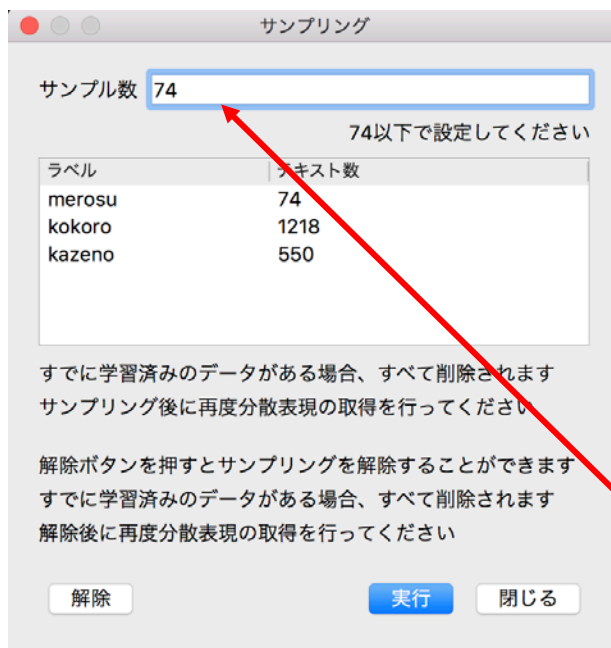 サンプリング
サンプル数 74
74以下で設定してください
ラベル テキスト数
merosu 74
kokoro 1218
kazeno 550
すでに学習済みのデータがある場合、すべて削除されます
サンプリング後に再度分散表現の取得を行ってください
解除ボタンを押すとサンプリングを解除することができます
すでに学習済みのデータがある場合、すべて削除されます
解除後に再度分散表現の取得を行ってください
解除 実行 閉じる